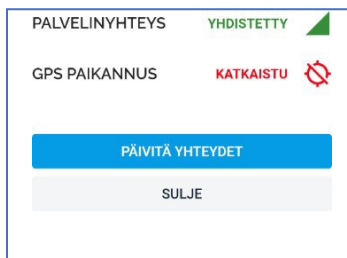 PALVELINYHTEYS YHDISTETTY
GPS PAIKANNUS KATKAISTU
PÄIVITÄ YHTEYDET
SULJE